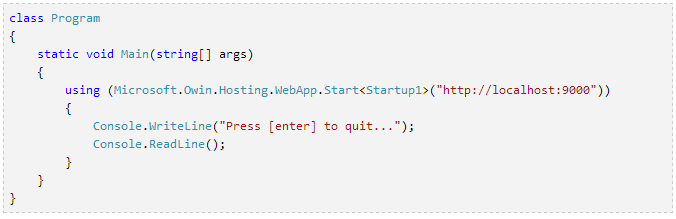 class Program
{
    static void Main(string[] args)
    {
        using (Microsoft.Owin.Hosting.WebApp.Start<Startup1>("http://localhost:9000"))
        {
            Console.WriteLine("Press [enter] to quit...");
            Console.ReadLine();
        }
    }
}